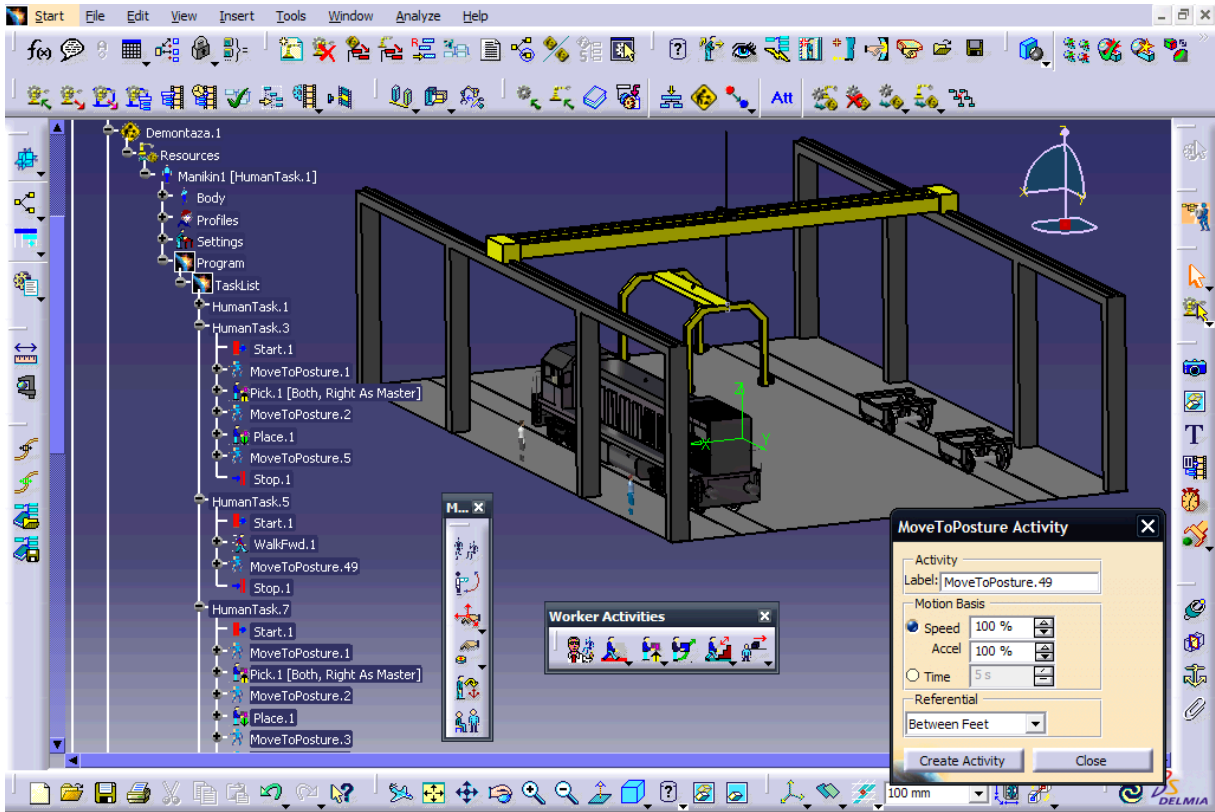 Start File Edit View Insert Tools Window Analyze Help
f(x)
Att
Demontaza.1
Resources
Manikin1 [HumanTask.1]
Body
Profiles
Settings
Program
TaskList
HumanTask.1
HumanTask.3
Start.1
MoveToPosture.1
Pick.1 [Both, Right As Master]
MoveToPosture.2
Place.1
MoveToPosture.5
Stop.1
HumanTask.5
Start.1
WalkFwd.1
MoveToPosture.49
Stop.1
HumanTask.7
Start.1
MoveToPosture.1
Pick.1 [Both, Right As Master]
MoveToPosture.2
Place.1
MoveToPosture.3
z
x
y
Z
X
Y
M...
Worker Activities
T
MoveToPosture Activity
Activity
Label: MoveToPosture.49
Motion Basis
Speed 100 %
Accel 100 %
Time 5 s
Referential
Between Feet
Create Activity Close
100 mm
DELMIA